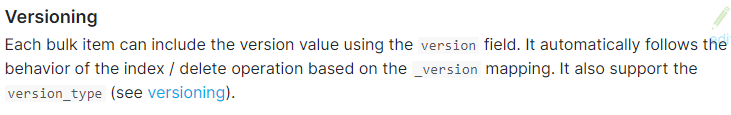 Versioning
Each bulk item can include the version value using the version field. It automatically follows the
behavior of the index / delete operation based on the _version mapping. It also support the
version_type (see versioning).